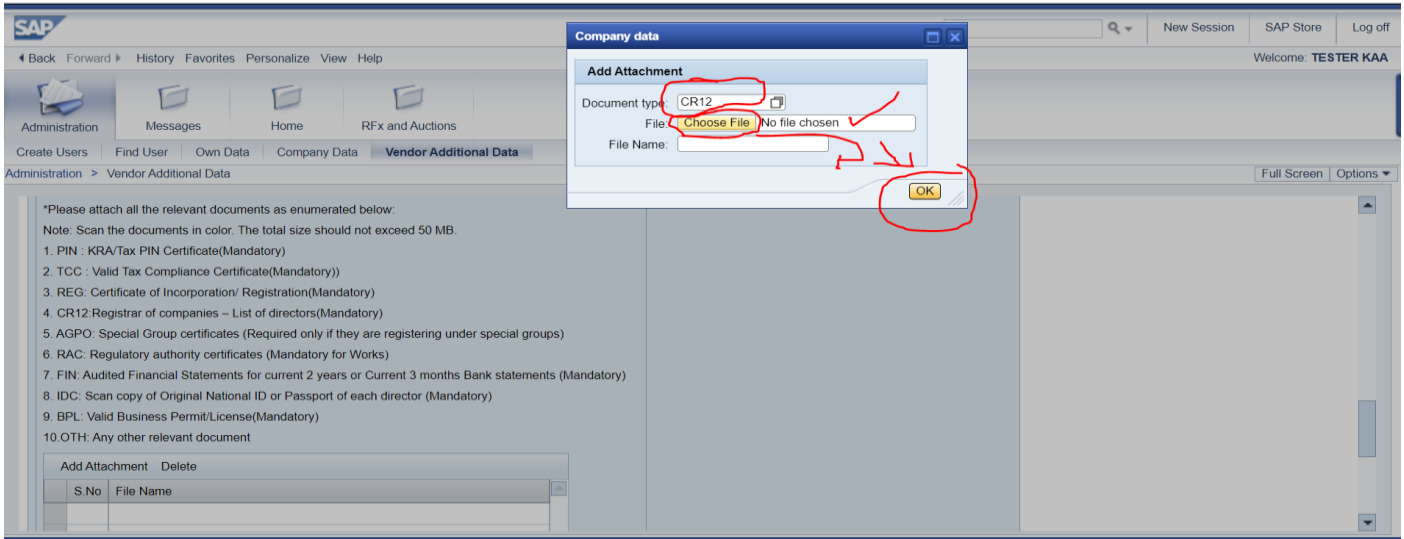 SAP
New Session SAP Store Log off
Back Forward History Favorites Personalize View Help
Welcome: TESTER KAA
Administration Messages Home RFx and Auctions
Create Users Find User Own Data Company Data Vendor Additional Data
Administration > Vendor Additional Data
Full Screen Options
Company data
Add Attachment
Document type: CR12
File: Choose File No file chosen
File Name:
OK
*Please attach all the relevant documents as enumerated below:
Note: Scan the documents in color. The total size should not exceed 50 MB.
1. PIN : KRA/Tax PIN Certificate(Mandatory)
2. TCC : Valid Tax Compliance Certificate(Mandatory))
3. REG: Certificate of Incorporation/ Registration(Mandatory)
4. CR12:Registrar of companies – List of directors(Mandatory)
5. AGPO: Special Group certificates (Required only if they are registering under special groups)
6. RAC: Regulatory authority certificates (Mandatory for Works)
7. FIN: Audited Financial Statements for current 2 years or Current 3 months Bank statements (Mandatory)
8. IDC: Scan copy of Original National ID or Passport of each director (Mandatory)
9. BPL: Valid Business Permit/License(Mandatory)
10.OTH: Any other relevant document
Add Attachment Delete
S.No File Name